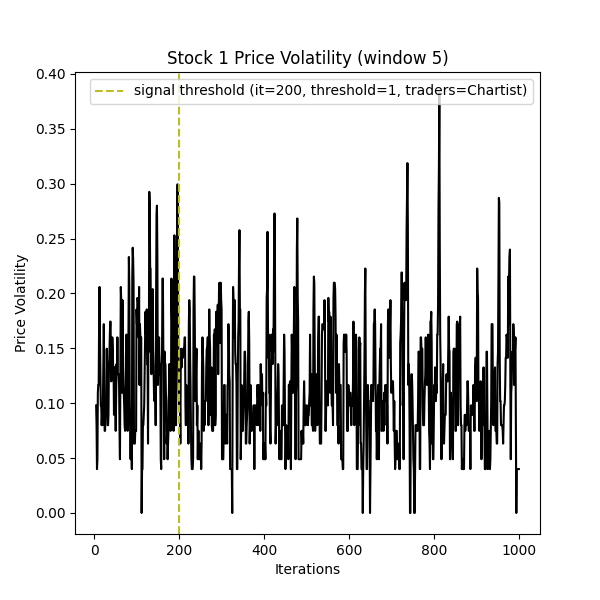 Stock 1 Price Volatility (window 5)
signal threshold (it=200, threshold=1, traders=Chartist)
Price Volatility
0.40
0.35
0.30
0.25
0.20
0.15
0.10
0.05
0.00
0 200 400 600 800 1000
Iterations